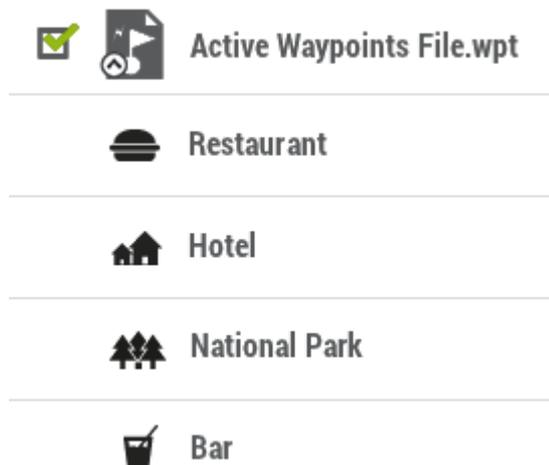 Active Waypoints File.wpt
Restaurant
Hotel
National Park
Bar